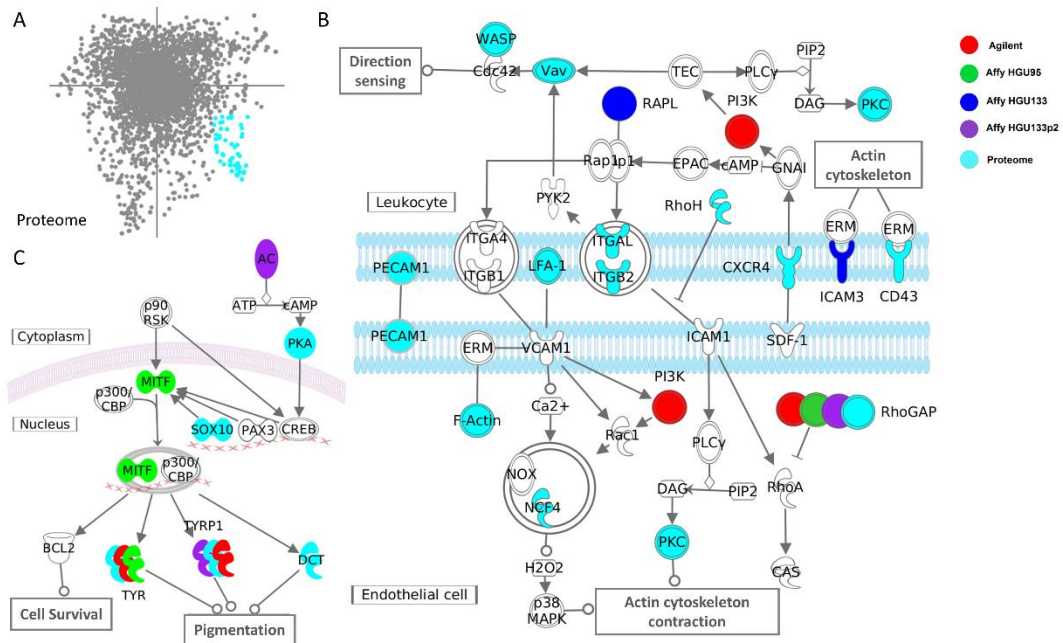 A
Proteome
B
Direction
sensing
WASP
Cdc42
Vav
TEC
PLCγ
PIP2
DAG
PKC
RAPL
PI3K
Rap1p1
EPAC
cAMP
GNAI
Actin
cytoskeleton
PYK2
Leukocyte
RhoH
ERM
ERM
ITGA4
ITGB1
PECAM1
LFA-1
ITGAL
ITGB2
CXCR4
ICAM3
CD43
PECAM1
ERM
VCAM1
ICAM1
SDF-1
F-Actin
Ca2+
PI3K
Rac1
RhoGAP
PLCγ
NOX
NCF4
DAG
PIP2
RhoA
PKC
H2O2
CAS
Endothelial cell
p38
MAPK
Actin cytoskeleton
contraction
Agilent
Affy HGU95
Affy HGU133
Affy HGU133p2
Proteome
C
AC
ATP
cAMP
p90
RSK
Cytoplasm
PKA
MITF
p300/
CBP
Nucleus
SOX10
PAX3
CREB
MITF
p300/
CBP
TYRP1
BCL2
TYR
DCT
Cell Survival
Pigmentation